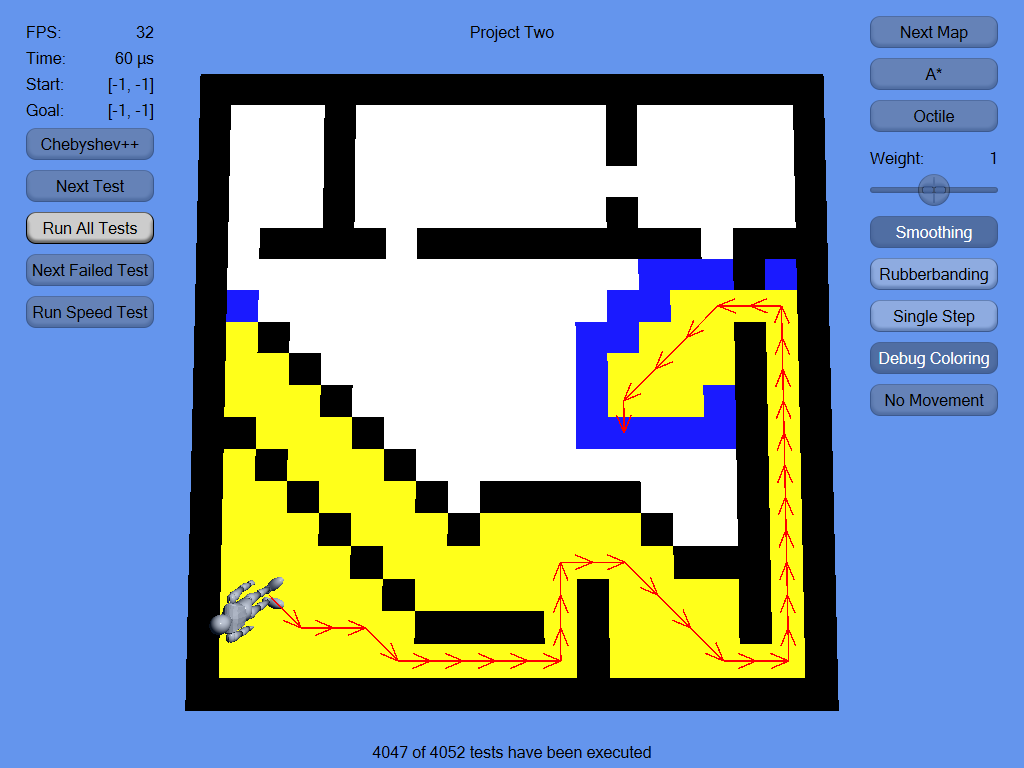 Project Two
FPS: 32
Time: 60 µs
Start: [-1, -1]
Goal: [-1, -1]
Chebyshev++
Next Test
Run All Tests
Next Failed Test
Run Speed Test
Next Map
A*
Octile
Weight: 1
Smoothing
Rubberbanding
Single Step
Debug Coloring
No Movement
4047 of 4052 tests have been executed